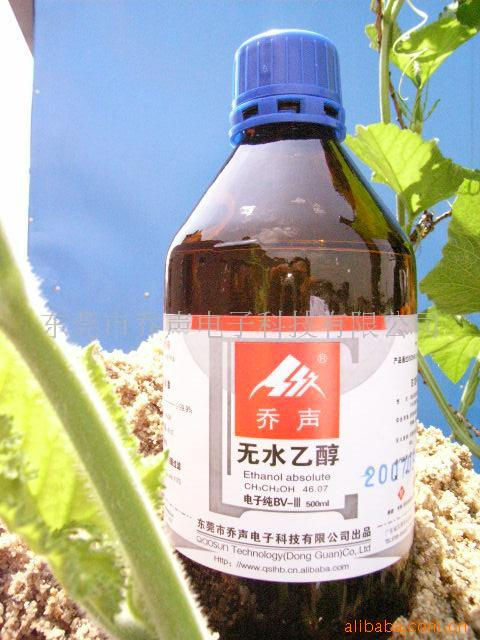 东莞市乔声电子科技有限公司
®
乔声
无水乙醇
Ethanol absolute
CH₃CH₂OH 46.07
电子纯BV-Ⅲ 500ml
东莞市乔声电子科技有限公司出品
QIAOSUN Technology(Dong Guan)Co., Ltd
Http://www.qslhb.cn.alibaba.com
99.9%
alibaba.com.cn